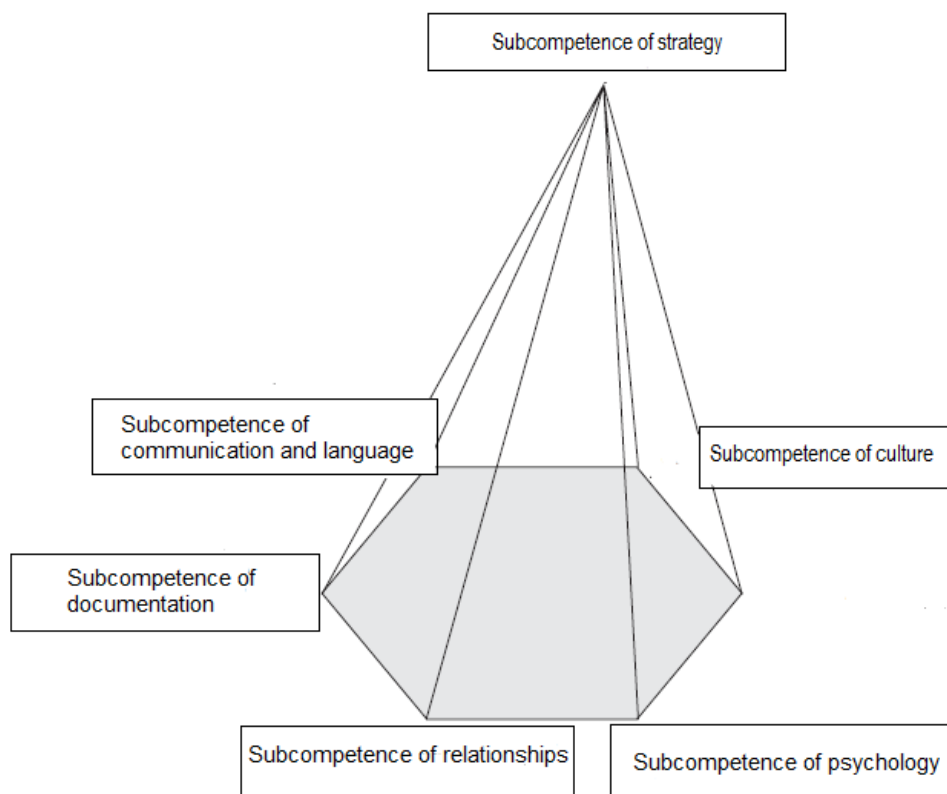 Subcompetence of strategy
Subcompetence of
communication and language
Subcompetence of culture
Subcompetence of
documentation
Subcompetence of relationships
Subcompetence of psychology